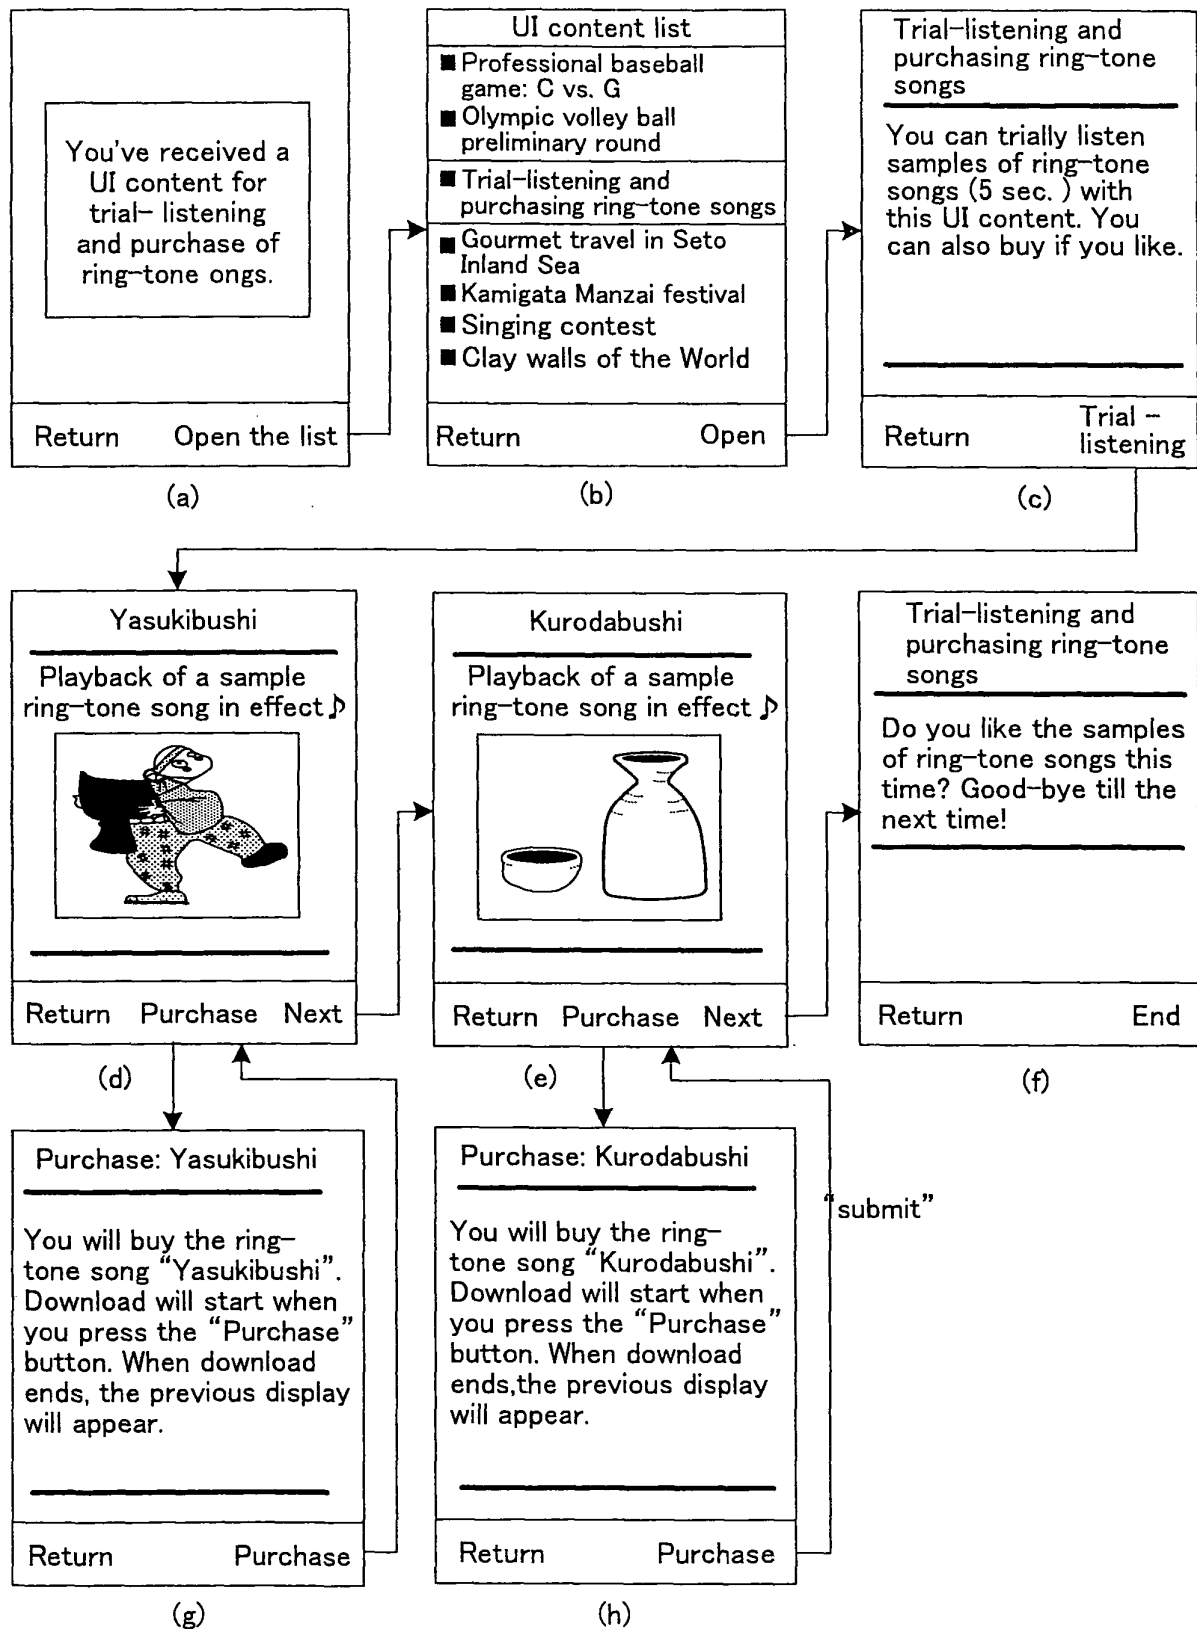 You've received a
UI content for
trial- listening
and purchase of
ring-tone ongs.
Return Open the list
(a)
UI content list
■ Professional baseball
game: C vs. G
■ Olympic volley ball
preliminary round
■ Trial-listening and
purchasing ring-tone songs
■ Gourmet travel in Seto
Inland Sea
■ Kamigata Manzai festival
■ Singing contest
■ Clay walls of the World
Return Open
(b)
Trial-listening and
purchasing ring-tone
songs
You can trially listen
samples of ring-tone
songs (5 sec. ) with
this UI content. You
can also buy if you like.
Return Trial -
listening
(c)
Yasukibushi
Playback of a sample
ring-tone song in effect ♪
Return Purchase Next
(d)
Kurodabushi
Playback of a sample
ring-tone song in effect ♪
Return Purchase Next
(e)
Trial-listening and
purchasing ring-tone
songs
Do you like the samples
of ring-tone songs this
time? Good-bye till the
next time!
Return End
(f)
Purchase: Yasukibushi
You will buy the ring-
tone song “Yasukibushi”.
Download will start when
you press the “Purchase”
button. When download
ends, the previous display
will appear.
Return Purchase
(g)
Purchase: Kurodabushi
You will buy the ring-
tone song “Kurodabushi”.
Download will start when
you press the “Purchase”
button. When download
ends,the previous display
will appear.
Return Purchase
(h)
“submit”